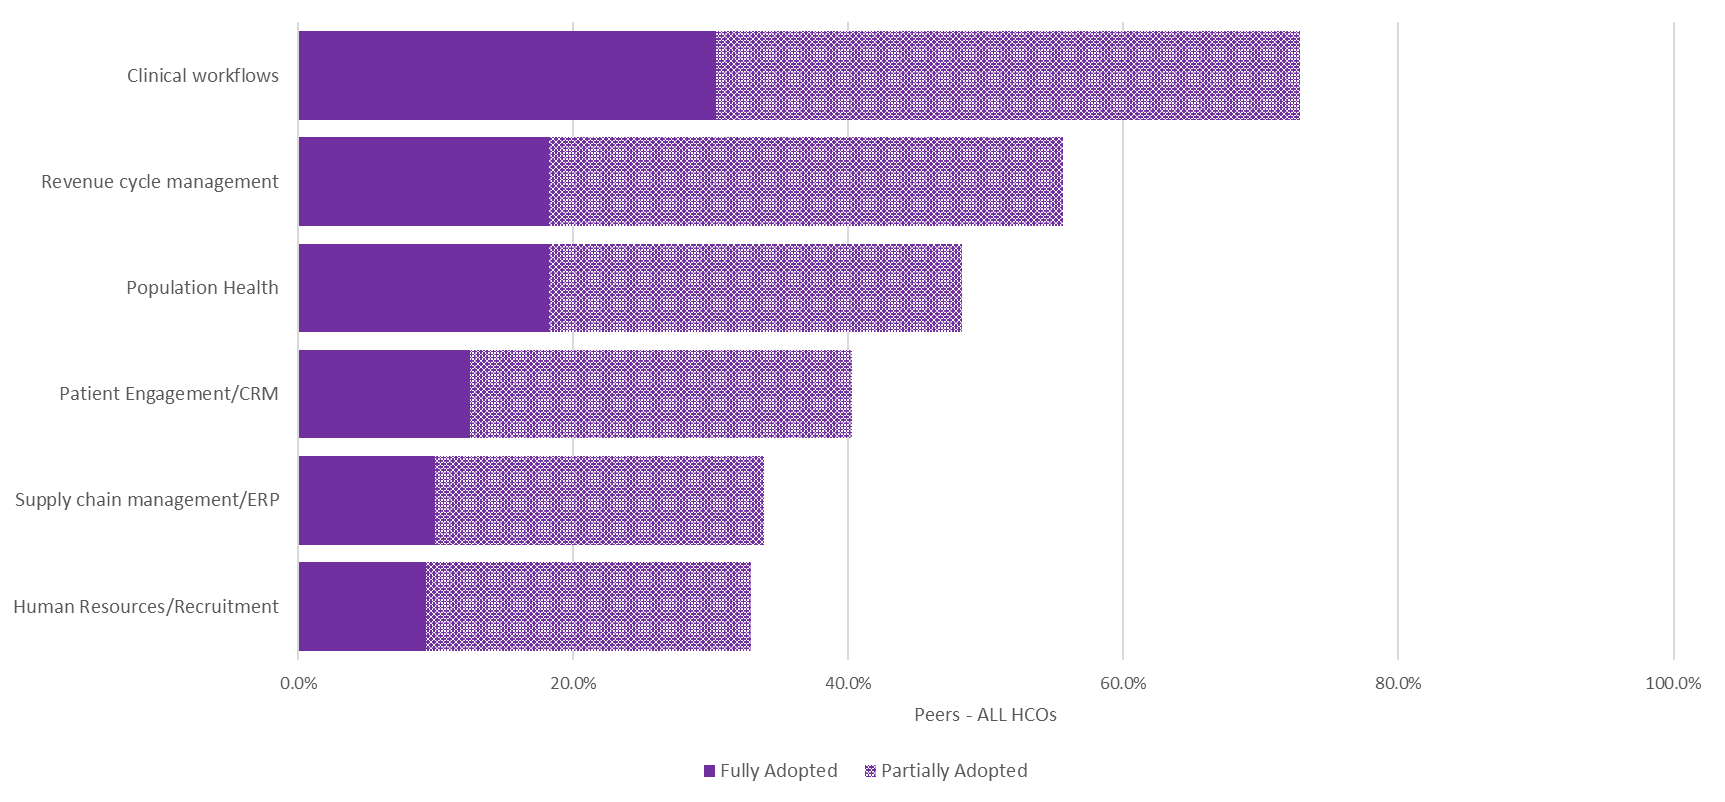 Clinical workflows
Revenue cycle management
Population Health
Patient Engagement/CRM
Supply chain management/ERP
Human Resources/Recruitment
0.0% 20.0% 40.0% 60.0% 80.0% 100.0%
Peers - ALL HCOs
Fully Adopted Partially Adopted